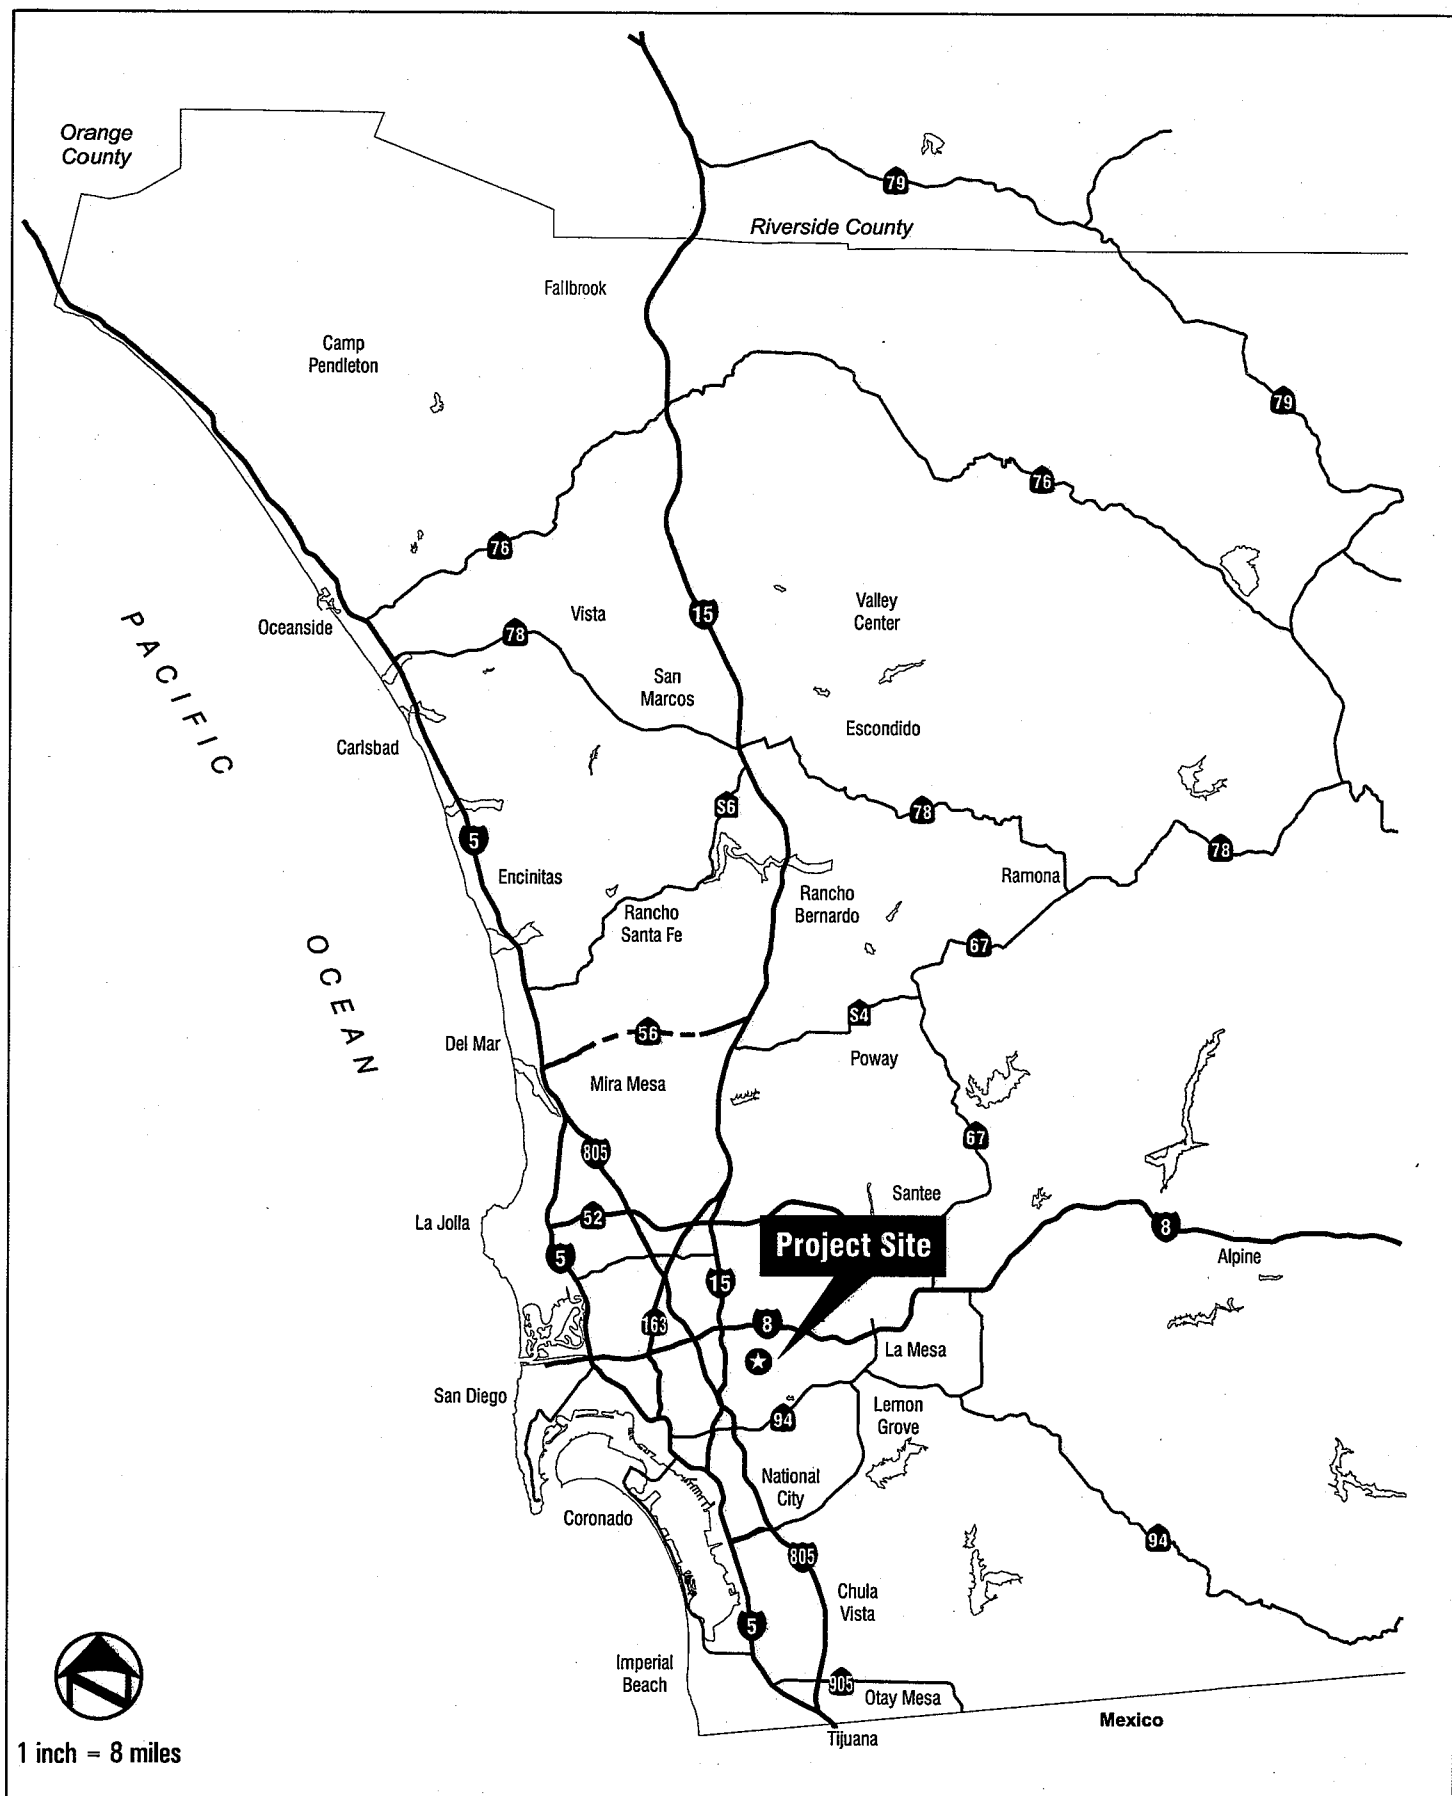 Orange
County
79
Riverside County
Fallbrook
Camp
Pendleton
79
76
76
Valley
Center
15
Vista
Oceanside
78
San
Marcos
PACIFIC
Escondido
Carlsbad
S6
78
5
78
Encinitas
Ramona
Rancho
Bernardo
Rancho
Santa Fe
67
OCEAN
S4
56
Del Mar
Poway
Mira Mesa
67
805
Santee
La Jolla
52
8
Project Site
5
Alpine
15
163
8
La Mesa
San Diego
Lemon
Grove
94
National
City
Coronado
94
805
Chula
Vista
5
Imperial
Beach
905
Otay Mesa
Mexico
Tijuana
1 inch = 8 miles